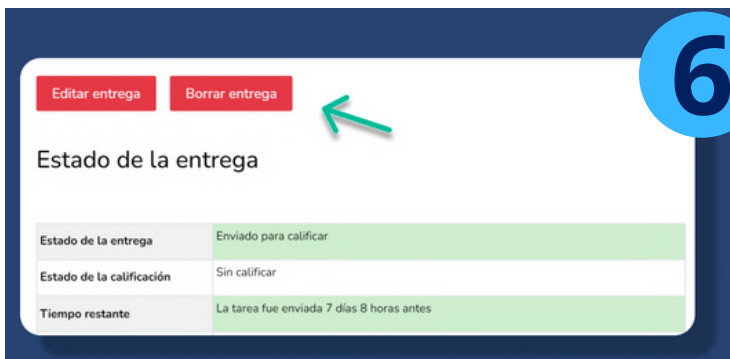 6
Editar entrega Borrar entrega
Estado de la entrega
Estado de la entrega Enviado para calificar
Estado de la calificación Sin calificar
Tiempo restante La tarea fue enviada 7 días 8 horas antes